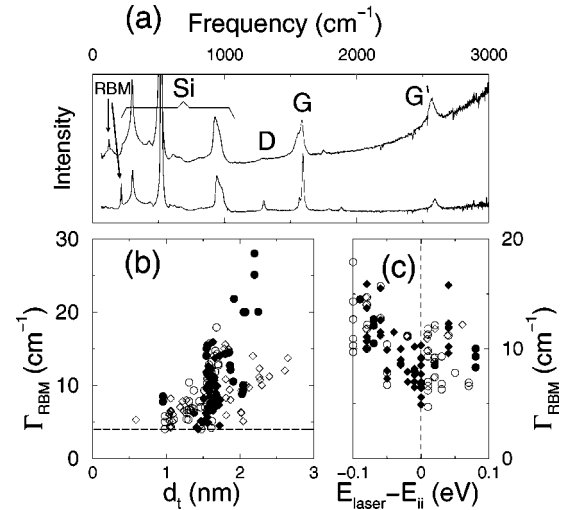 (a) Frequency (cm⁻¹)
0 1000 2000 3000
RBM Si D G G′
Intensity
(b)
Γ_RBM (cm⁻¹)
30
20
10
0
0 1 2 3
d_t (nm)
(c)
20
10
0
Γ_RBM (cm⁻¹)
-0.1 0 0.1
E_laser−E_ii (eV)